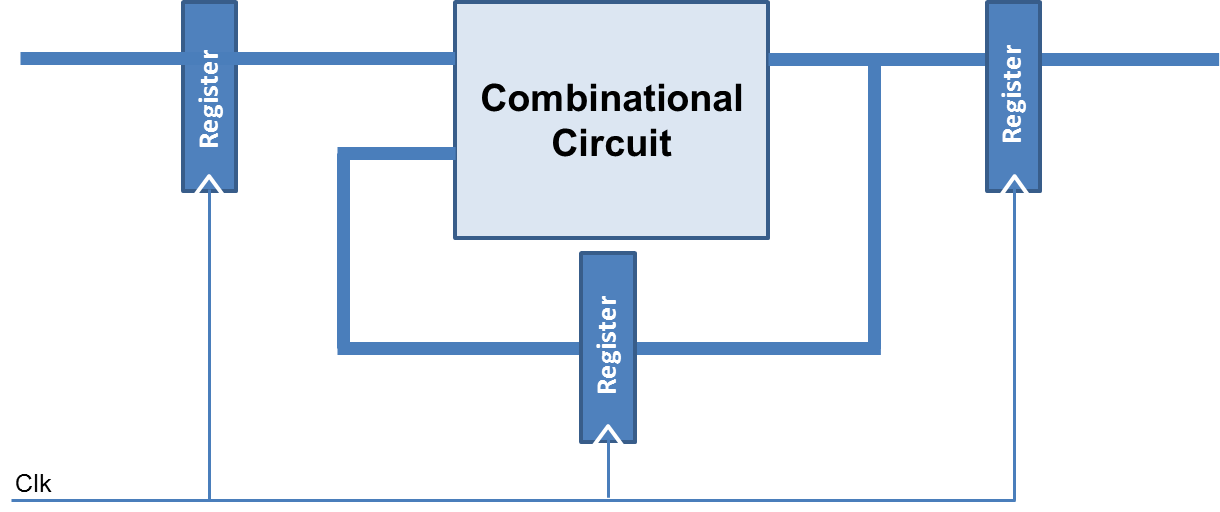 Register
Combinational
Circuit
Register
Register
Clk